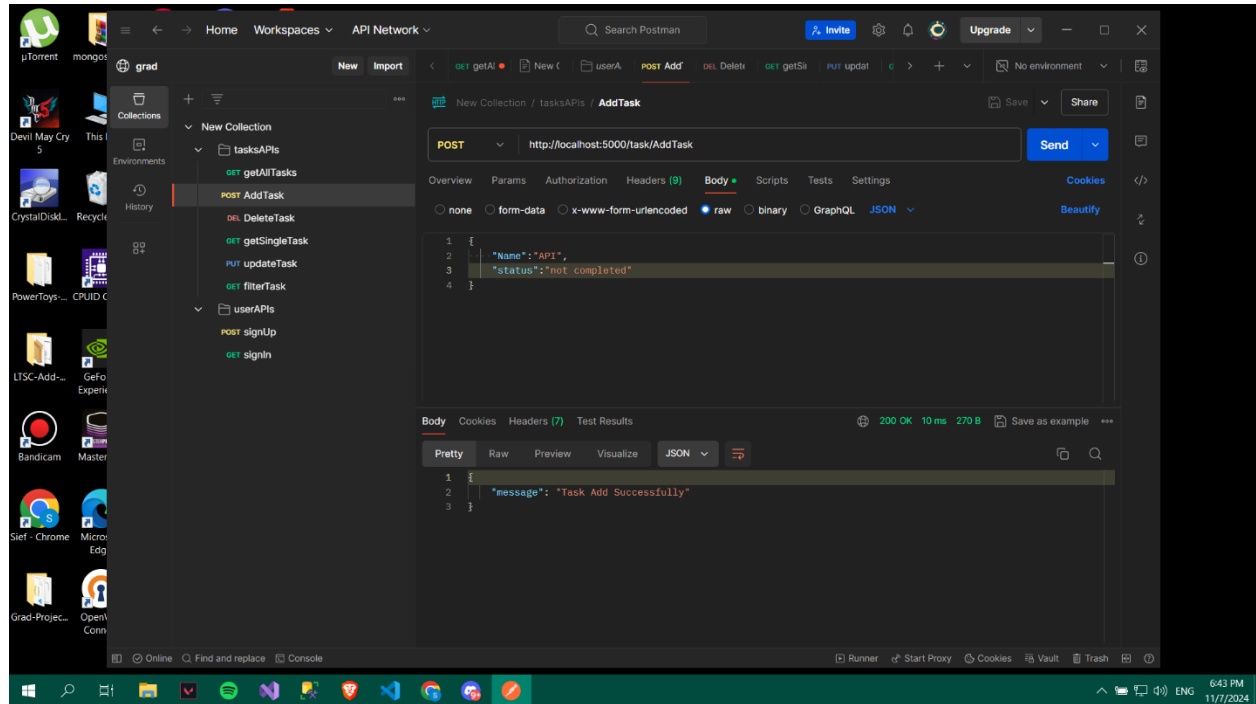 µTorrent
mongos
Devil May Cry 5
This
CrystalDiskI...
Recycle
PowerToys-...
CPUID C
LTSC-Add-...
GeFo
Experie
Bandicam
Master
Sief - Chrome
Micros
Edg
Grad-Projec...
OpenV
Conn
Home Workspaces API Network
Search Postman
Invite
Upgrade
grad
New Import
GET getAl
New C
userA
POST Add
DEL Delete
GET getSi
PUT updat
No environment
Collections
Environments
History
New Collection
tasksAPIs
GET getAllTasks
POST AddTask
DEL DeleteTask
GET getSingleTask
PUT updateTask
GET filterTask
userAPIs
POST signUp
GET signIn
HTTP New Collection / tasksAPIs / AddTask
Save
Share
POST http://localhost:5000/task/AddTask
Send
Overview Params Authorization Headers (9) Body Scripts Tests Settings Cookies
none form-data x-www-form-urlencoded raw binary GraphQL JSON Beautify
1 {
2 "Name":"API",
3 "status":"not completed"
4 }
Body Cookies Headers (7) Test Results 200 OK 10 ms 270 B Save as example
Pretty Raw Preview Visualize JSON
1 {
2 "message": "Task Add Successfully"
3 }
Online Find and replace Console Runner Start Proxy Cookies Vault Trash
ENG
6:43 PM
11/7/2024